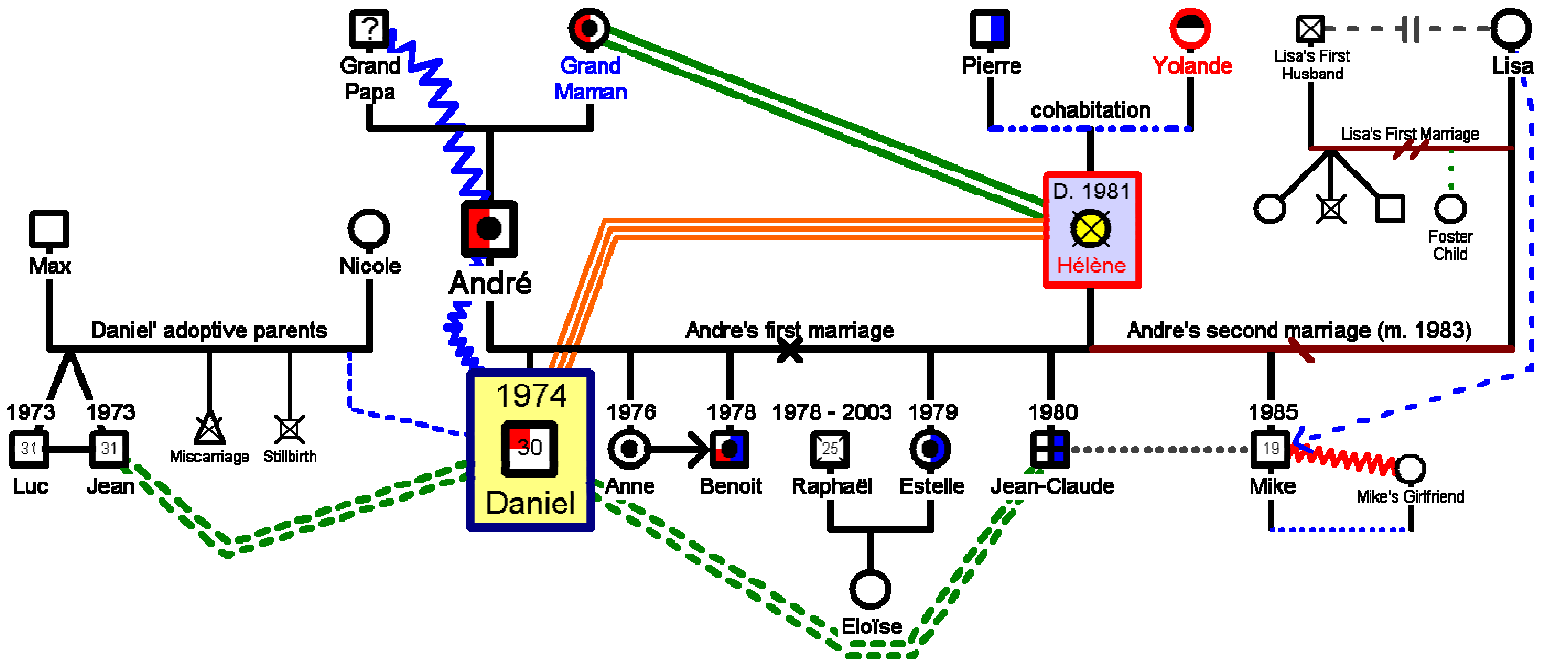 ?
Grand
Papa
Grand
Maman
Pierre
Yolande
cohabitation
Lisa's First
Husband
Lisa
Lisa's First Marriage
Foster
Child
D. 1981
Hélène
Max
Nicole
André
Daniel' adoptive parents
Andre's first marriage
Andre's second marriage (m. 1983)
1973
31
Luc
1973
31
Jean
Miscarriage
Stillbirth
1974
30
Daniel
1976
Anne
1978
Benoit
1978 - 2003
25
Raphaël
1979
Estelle
1980
Jean-Claude
1985
19
Mike
Mike's Girlfriend
Eloïse